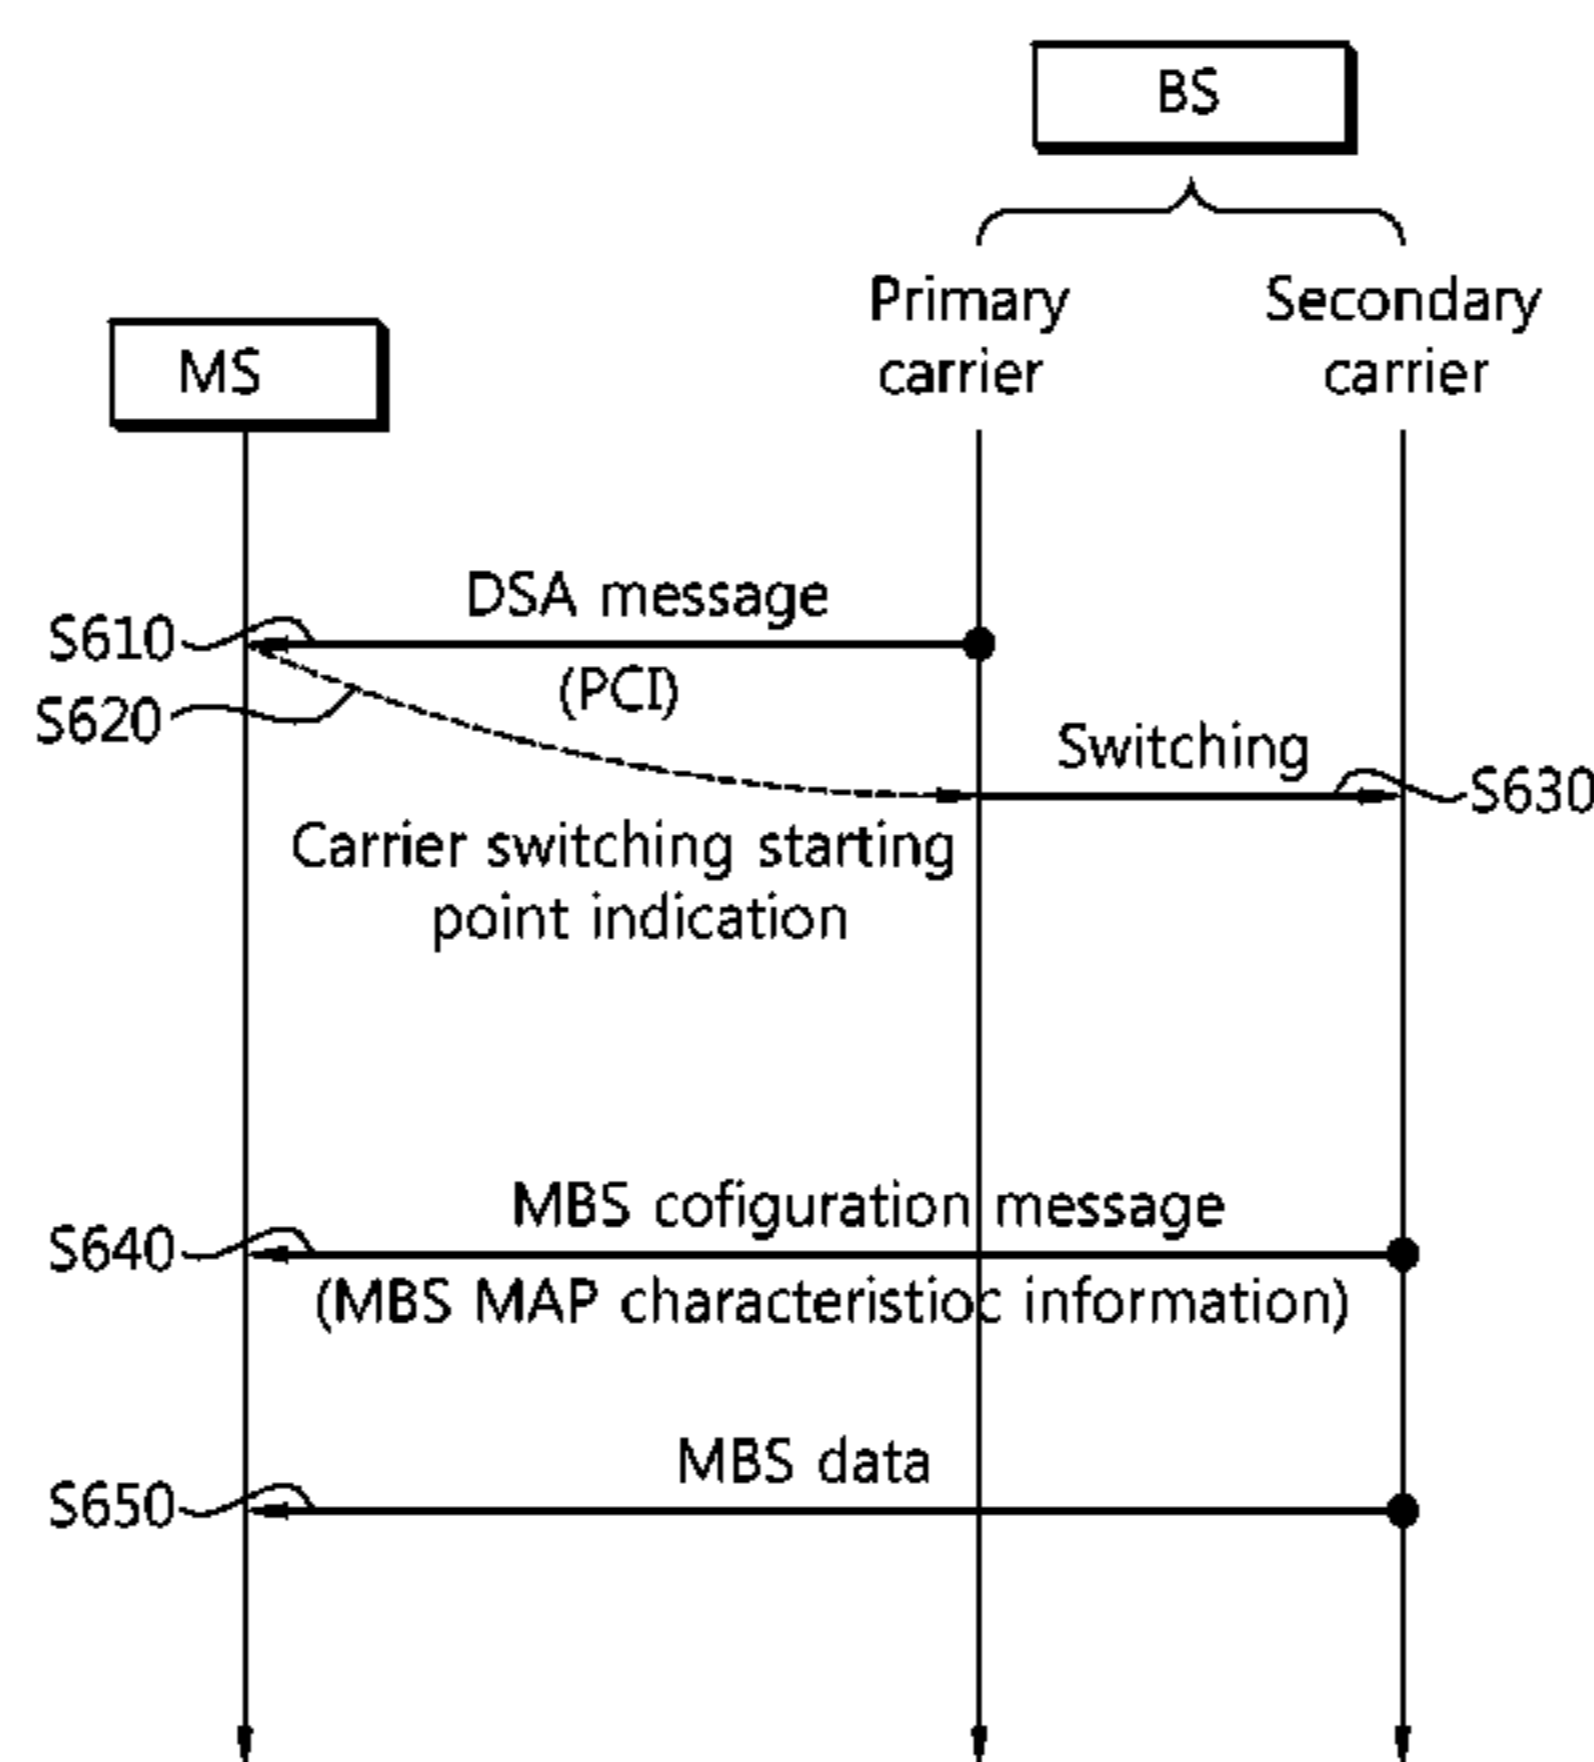 BS
Primary
carrier
Secondary
carrier
MS
DSA message
S610
(PCI)
S620
Switching
S630
Carrier switching starting
point indication
MBS cofiguration message
S640
(MBS MAP characteristioc information)
MBS data
S650